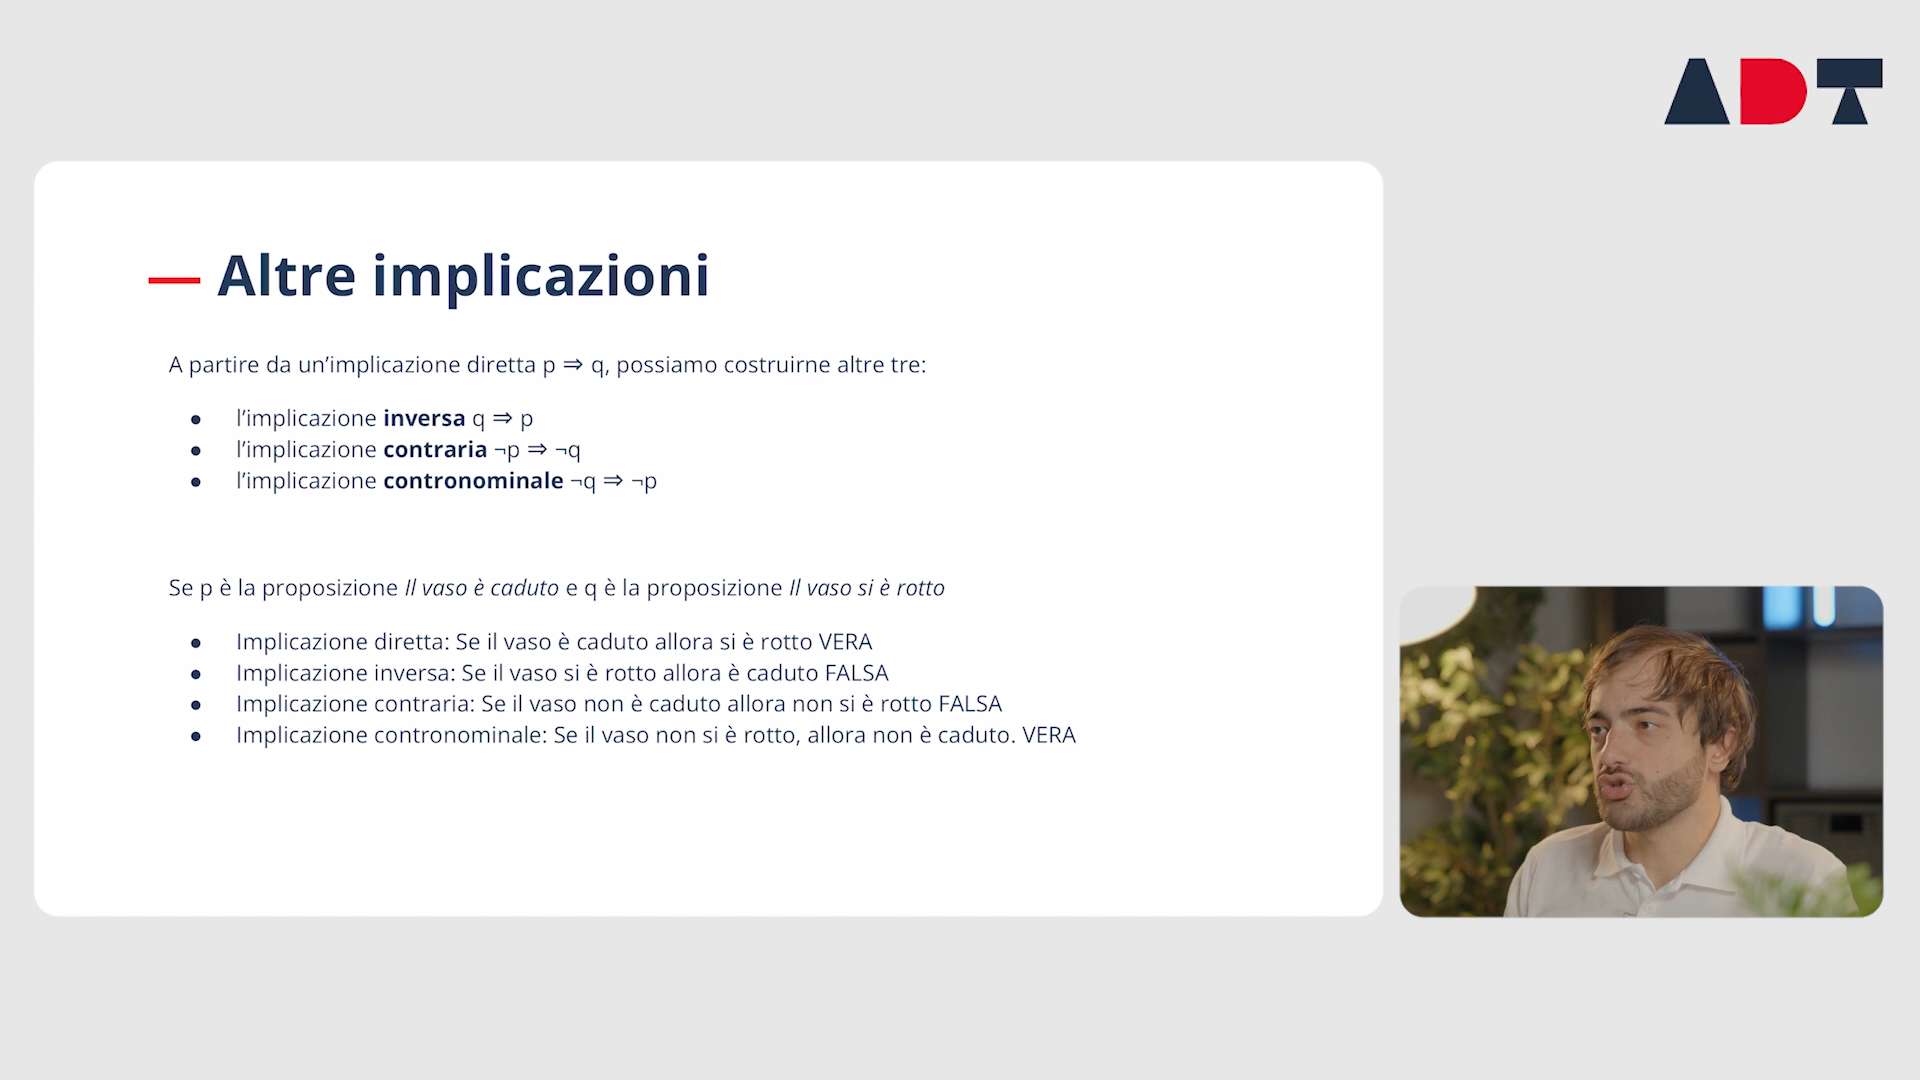 ADT
Altre implicazioni
A partire da un’implicazione diretta p ⇒ q, possiamo costruirne altre tre:
● l’implicazione inversa q ⇒ p
● l’implicazione contraria ¬p ⇒ ¬q
● l’implicazione contronominale ¬q ⇒ ¬p
Se p è la proposizione Il vaso è caduto e q è la proposizione Il vaso si è rotto
● Implicazione diretta: Se il vaso è caduto allora si è rotto VERA
● Implicazione inversa: Se il vaso si è rotto allora è caduto FALSA
● Implicazione contraria: Se il vaso non è caduto allora non si è rotto FALSA
● Implicazione contronominale: Se il vaso non si è rotto, allora non è caduto. VERA